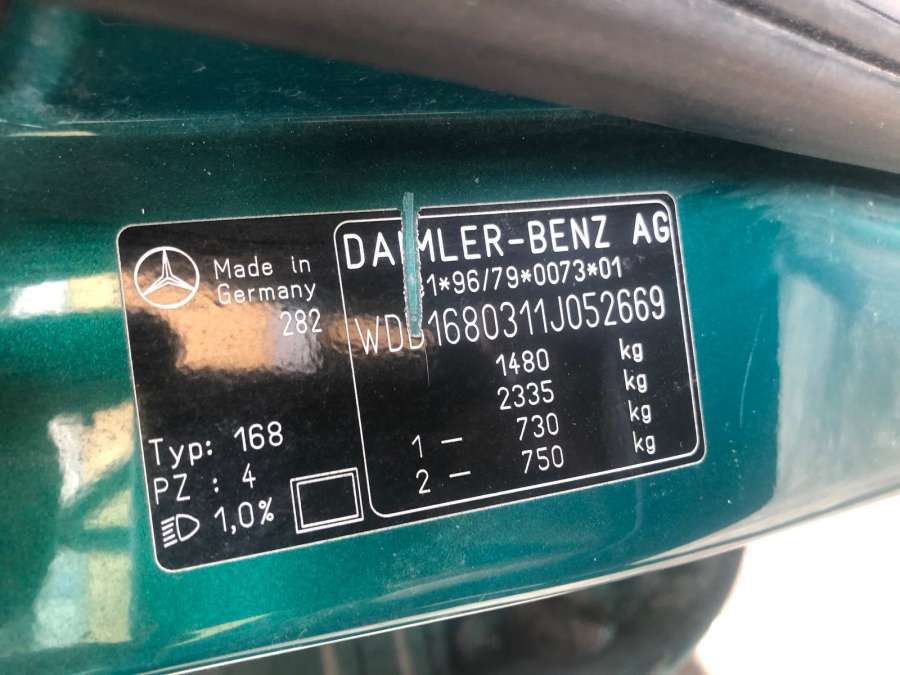 Made in
Germany
282
Typ: 168
PZ : 4
1,0%
DAIMLER-BENZ AG
1*96/79*0073*01
WDB1680311J052669
1480 kg
2335 kg
1 – 730 kg
2 – 750 kg